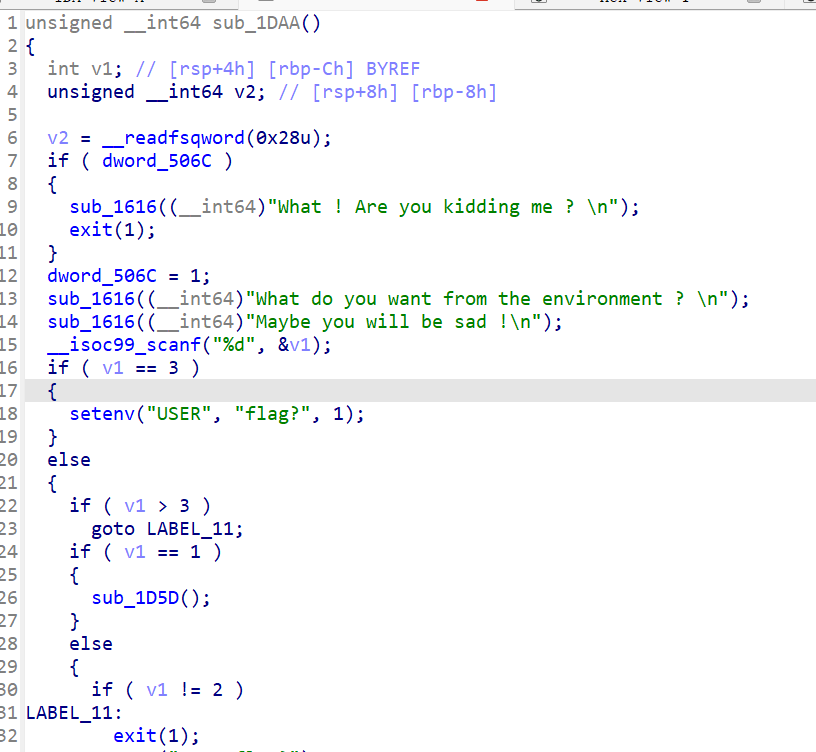 1 unsigned __int64 sub_1DAA()
2 {
3 int v1; // [rsp+4h] [rbp-Ch] BYREF
4 unsigned __int64 v2; // [rsp+8h] [rbp-8h]
5
6 v2 = __readfsqword(0x28u);
7 if ( dword_506C )
8 {
9 sub_1616((__int64)"What ! Are you kidding me ? \n");
10 exit(1);
11 }
12 dword_506C = 1;
13 sub_1616((__int64)"What do you want from the environment ? \n");
14 sub_1616((__int64)"Maybe you will be sad !\n");
15 __isoc99_scanf("%d", &v1);
16 if ( v1 == 3 )
17 {
18 setenv("USER", "flag?", 1);
19 }
20 else
21 {
22 if ( v1 > 3 )
23 goto LABEL_11;
24 if ( v1 == 1 )
25 {
26 sub_1D5D();
27 }
28 else
29 {
30 if ( v1 != 2 )
31 LABEL_11:
32 exit(1);